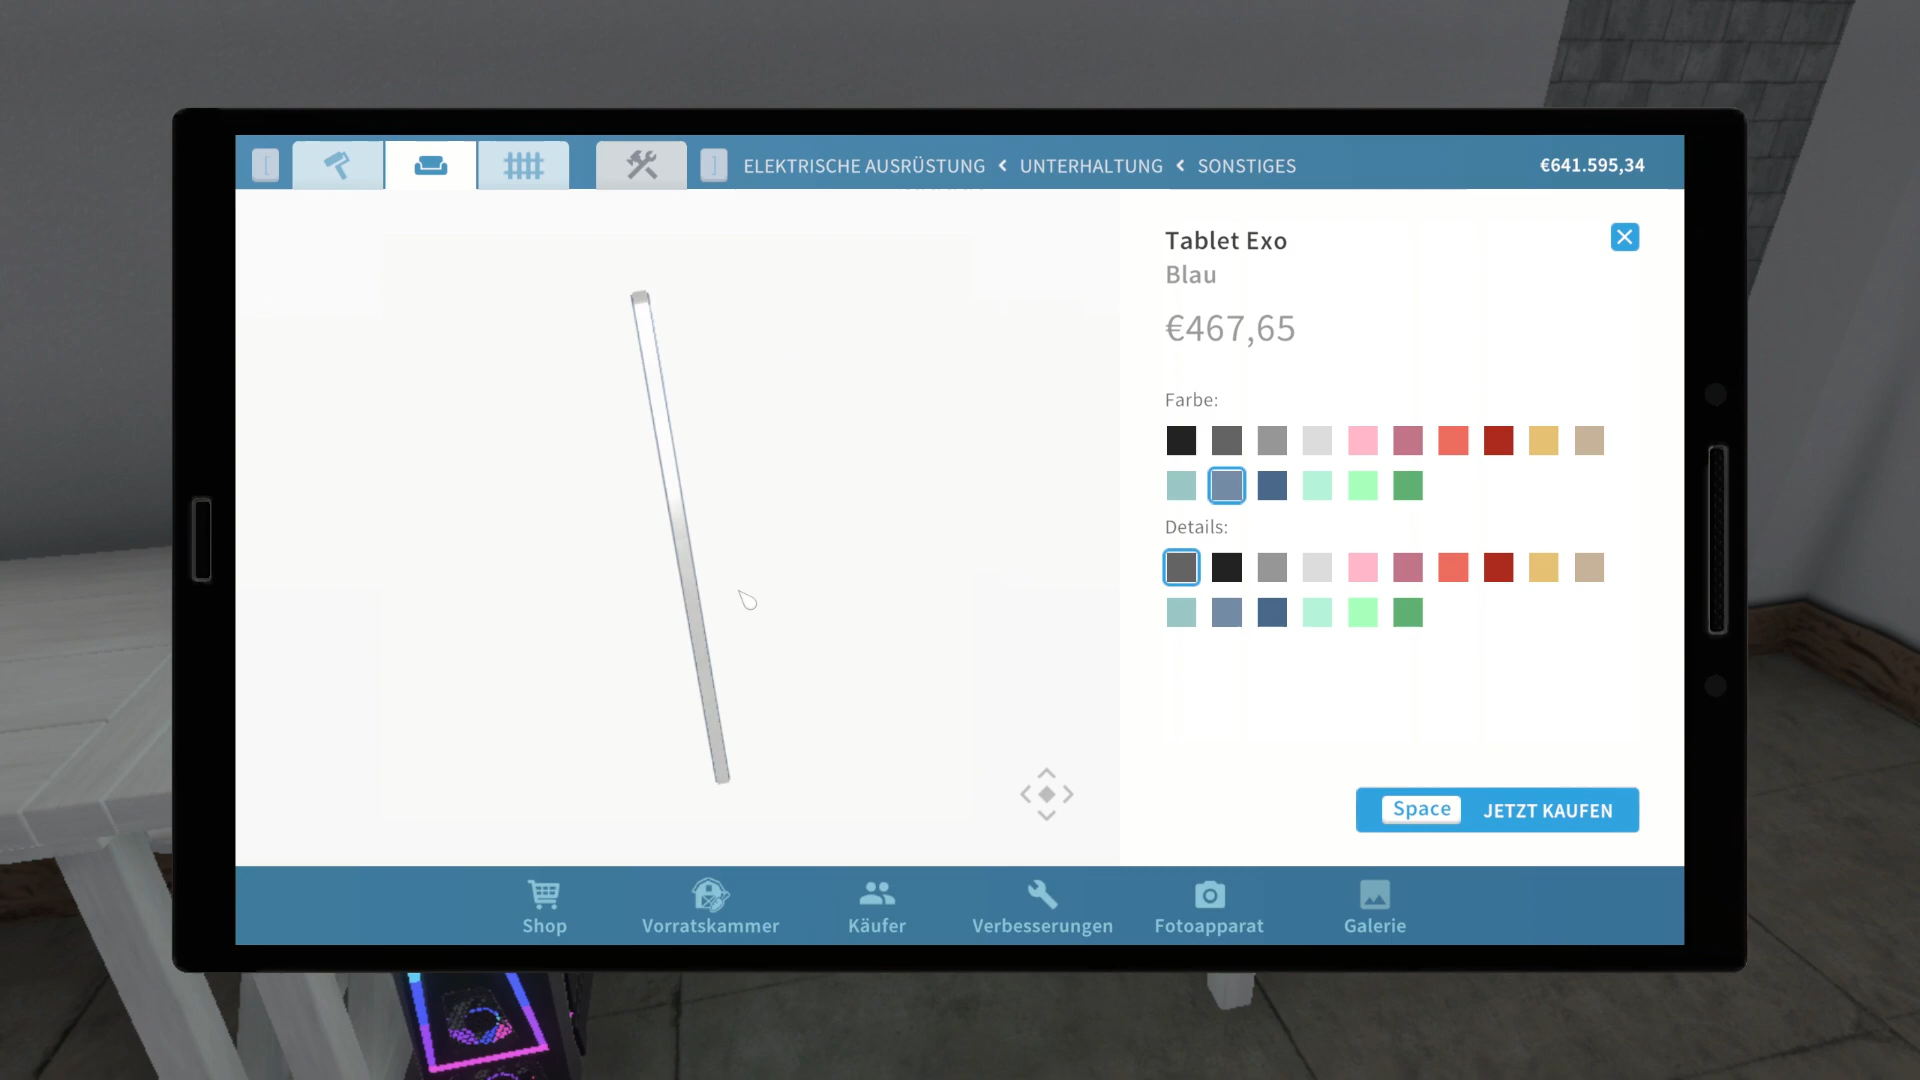 [
]
ELEKTRISCHE AUSRÜSTUNG < UNTERHALTUNG < SONSTIGES
€641.595,34
Tablet Exo
Blau
€467,65
Farbe:
Details:
Space JETZT KAUFEN
Shop
Vorratskammer
Käufer
Verbesserungen
Fotoapparat
Galerie